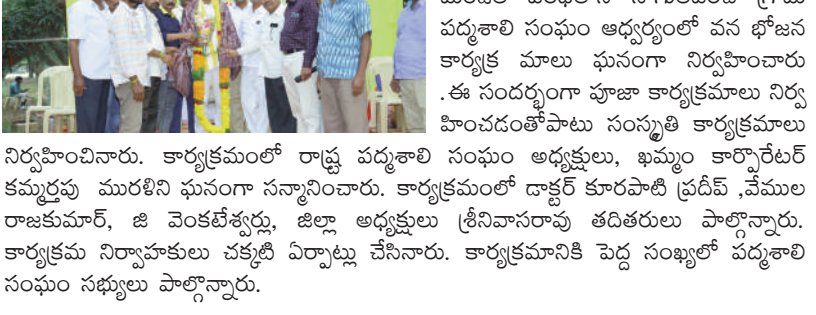 పద్మశాలి సంఘం ఆధ్వర్యంలో వన భోజన
కార్యక్ర మాలు ఘనంగా నిర్వహించారు
.ఈ సందర్భంగా పూజా కార్యక్రమాలు నిర్వ
హించడంతోపాటు సంస్కృతి కార్యక్రమాలు
నిర్వహించినారు. కార్యక్రమంలో రాష్ట్ర పద్మశాలి సంఘం అధ్యక్షులు, ఖమ్మం కార్పొరేటర్
కమ్మర్తపు మురళిని ఘనంగా సన్మానించారు. కార్యక్రమంలో డాక్టర్ కూరపాటి ప్రదీప్ ,వేముల
రాజకుమార్, జి వెంకటేశ్వర్లు, జిల్లా అధ్యక్షులు శ్రీనివాసరావు తదితరులు పాల్గొన్నారు.
కార్యక్రమ నిర్వాహకులు చక్కటి ఏర్పాట్లు చేసినారు. కార్యక్రమానికి పెద్ద సంఖ్యలో పద్మశాలి
సంఘం సభ్యులు పాల్గొన్నారు.